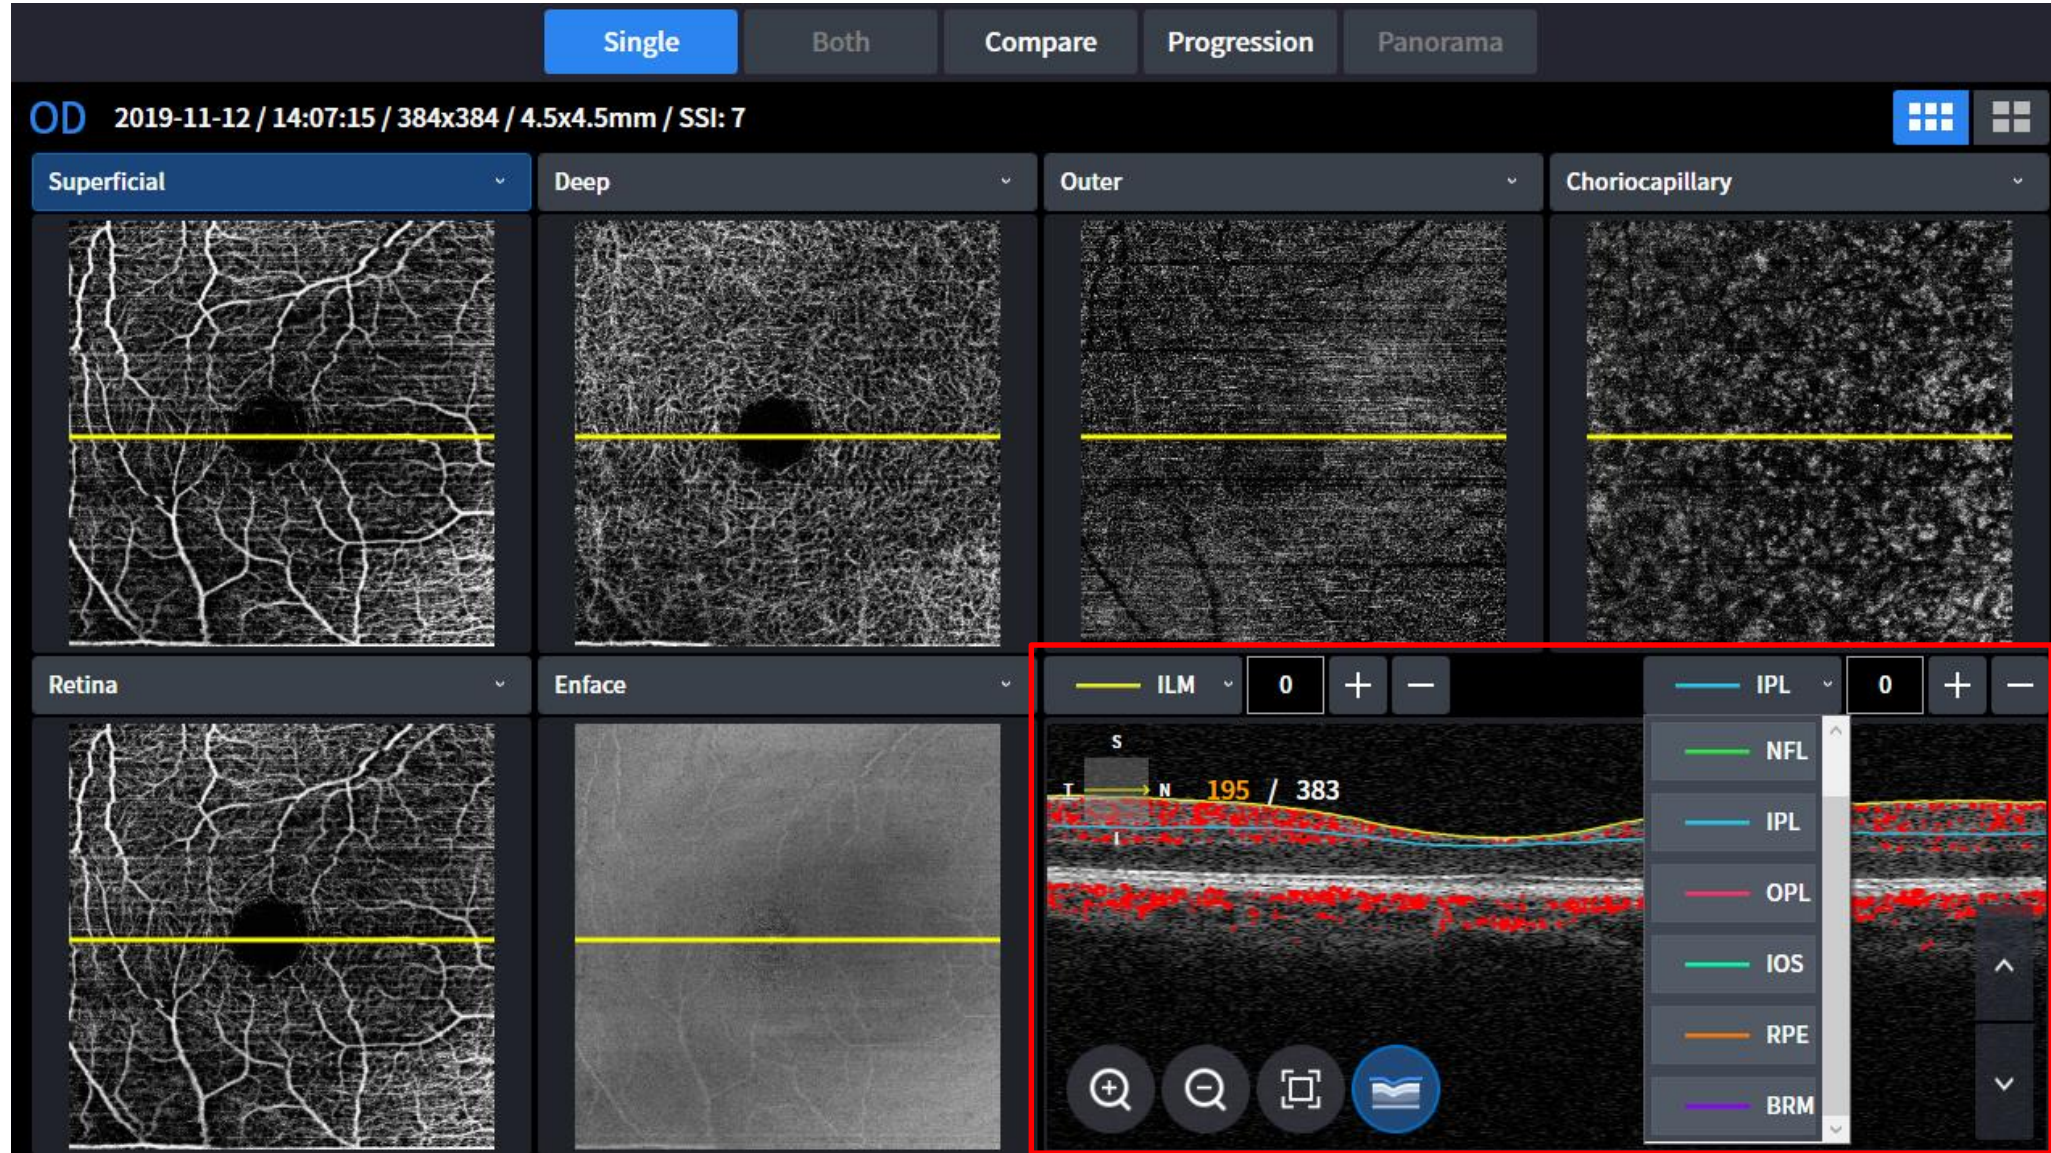 Single Both Compare Progression Panorama
OD 2019-11-12 / 14:07:15 / 384x384 / 4.5x4.5mm / SSI: 7
Superficial Deep Outer Choriocapillary
Retina Enface ILM 0 + − IPL 0 + −
S
T N 195 / 383
I
NFL
IPL
OPL
IOS
RPE
BRM